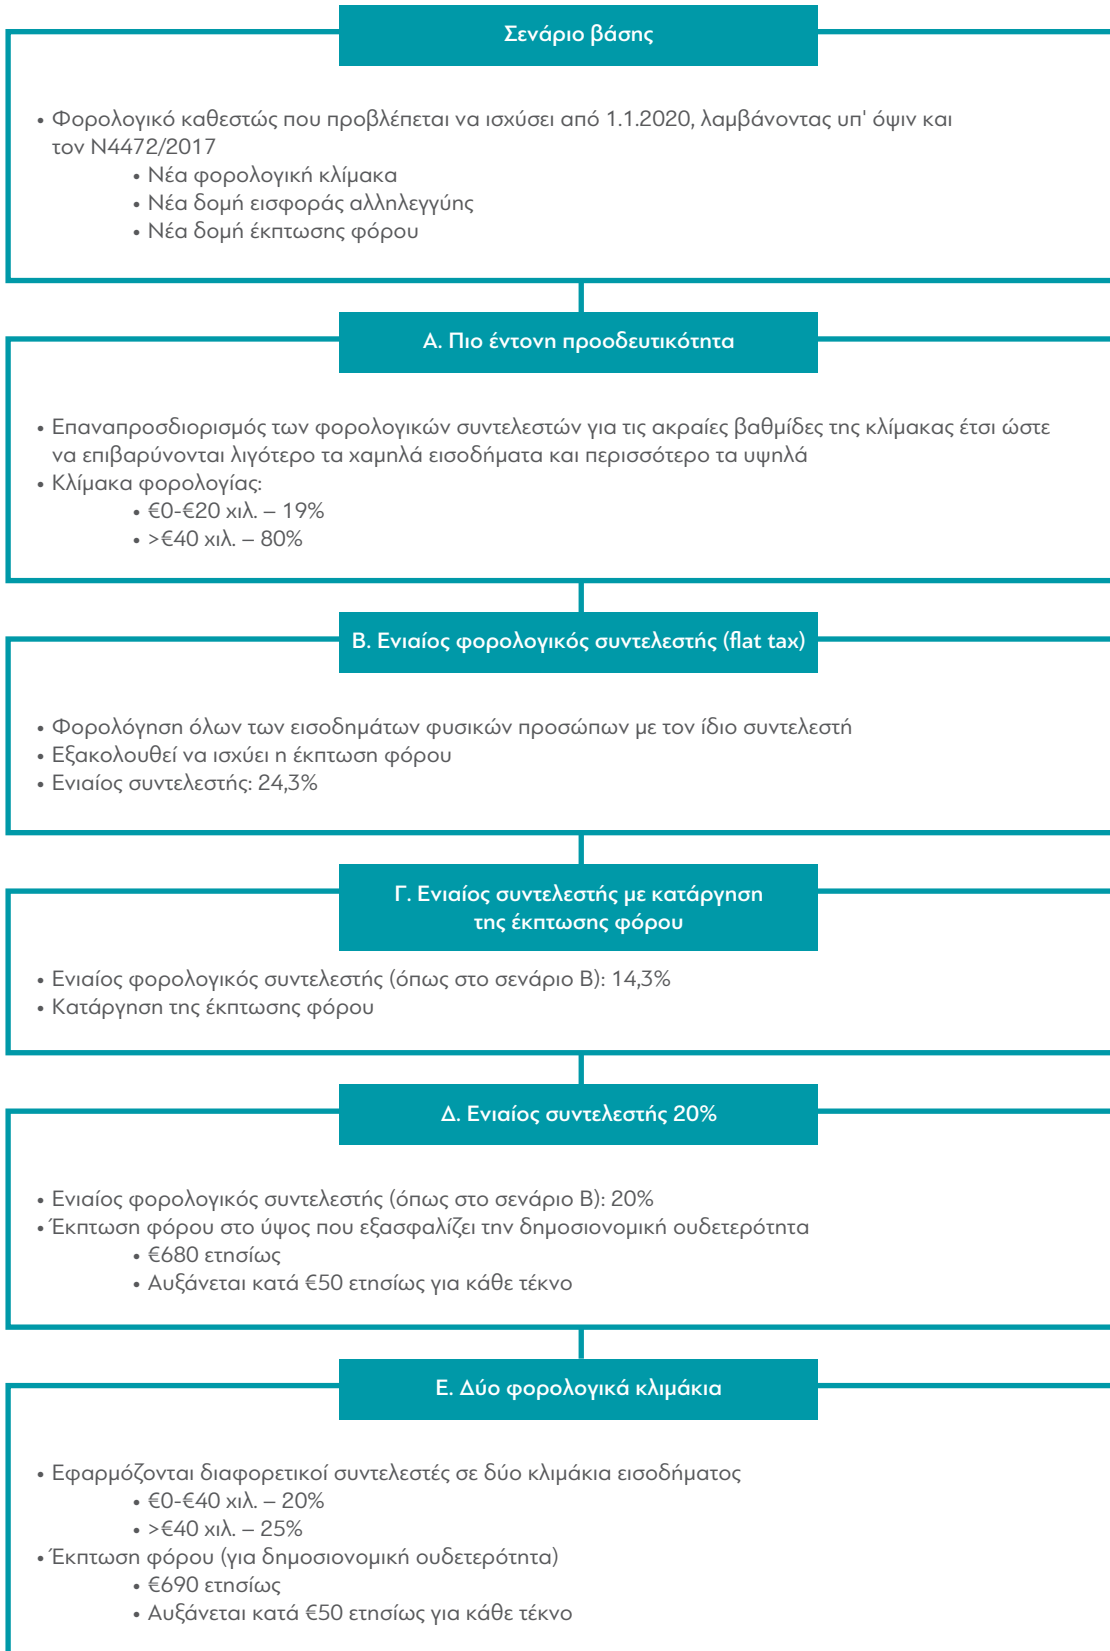 Σενάριο βάσης
• Φορολογικό καθεστώς που προβλέπεται να ισχύσει από 1.1.2020, λαμβάνοντας υπ' όψιν και
τον Ν4472/2017
• Νέα φορολογική κλίμακα
• Νέα δομή εισφοράς αλληλεγγύης
• Νέα δομή έκπτωσης φόρου
Α. Πιο έντονη προοδευτικότητα
• Επαναπροσδιορισμός των φορολογικών συντελεστών για τις ακραίες βαθμίδες της κλίμακας έτσι ώστε
να επιβαρύνονται λιγότερο τα χαμηλά εισοδήματα και περισσότερο τα υψηλά
• Κλίμακα φορολογίας:
• €0-€20 χιλ. – 19%
• >€40 χιλ. – 80%
Β. Ενιαίος φορολογικός συντελεστής (flat tax)
• Φορολόγηση όλων των εισοδημάτων φυσικών προσώπων με τον ίδιο συντελεστή
• Εξακολουθεί να ισχύει η έκπτωση φόρου
• Ενιαίος συντελεστής: 24,3%
Γ. Ενιαίος συντελεστής με κατάργηση
της έκπτωσης φόρου
• Ενιαίος φορολογικός συντελεστής (όπως στο σενάριο Β): 14,3%
• Κατάργηση της έκπτωσης φόρου
Δ. Ενιαίος συντελεστής 20%
• Ενιαίος φορολογικός συντελεστής (όπως στο σενάριο Β): 20%
• Έκπτωση φόρου στο ύψος που εξασφαλίζει την δημοσιονομική ουδετερότητα
• €680 ετησίως
• Αυξάνεται κατά €50 ετησίως για κάθε τέκνο
Ε. Δύο φορολογικά κλιμάκια
• Εφαρμόζονται διαφορετικοί συντελεστές σε δύο κλιμάκια εισοδήματος
• €0-€40 χιλ. – 20%
• >€40 χιλ. – 25%
• Έκπτωση φόρου (για δημοσιονομική ουδετερότητα)
• €690 ετησίως
• Αυξάνεται κατά €50 ετησίως για κάθε τέκνο